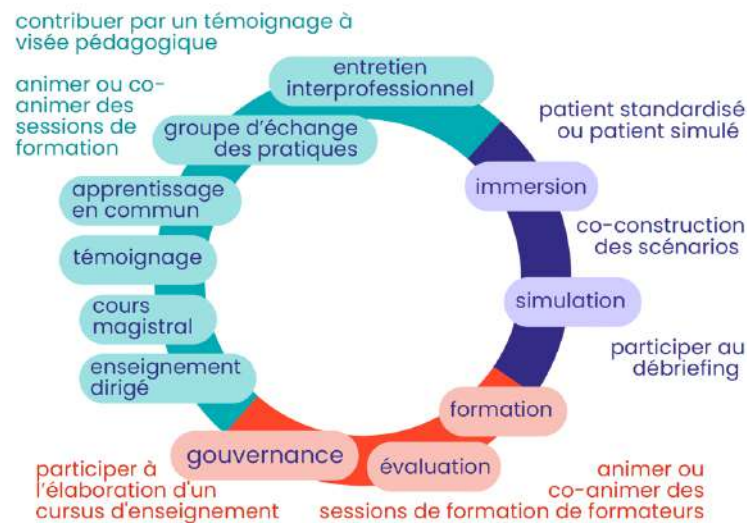 contribuer par un témoignage à
visée pédagogique
animer ou co-
animer des
sessions de
formation
entretien
interprofessionnel
groupe d'échange
des pratiques
apprentissage
en commun
témoignage
cours
magistral
enseignement
dirigé
patient standardisé
ou patient simulé
immersion
co-construction
des scénarios
simulation
participer au
débriefing
formation
évaluation
gouvernance
participer à
l'élaboration d'un
cursus d'enseignement
animer ou
co-animer des
sessions de formation de formateurs